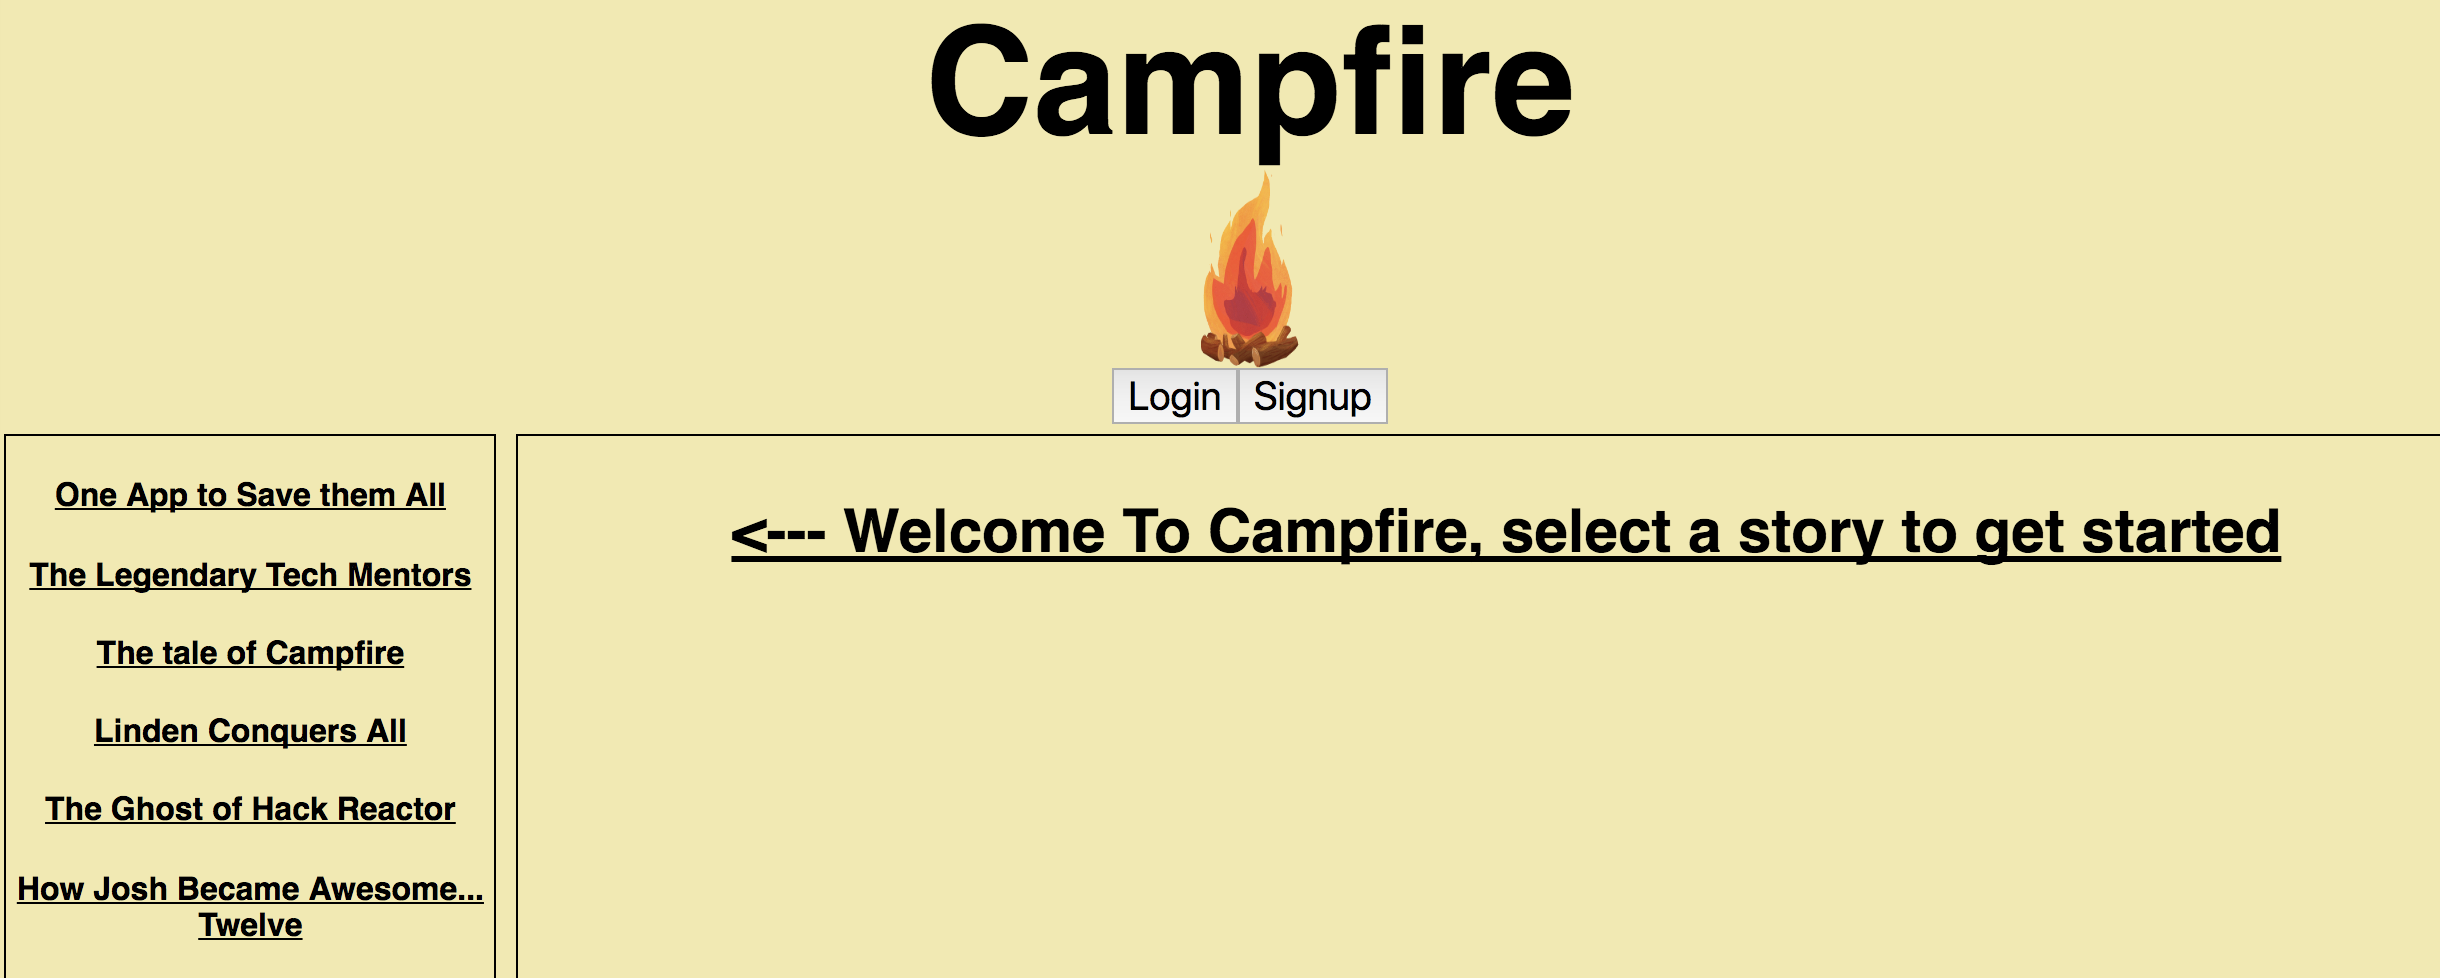 Campfire
Login Signup
One App to Save them All
The Legendary Tech Mentors
The tale of Campfire
Linden Conquers All
The Ghost of Hack Reactor
How Josh Became Awesome...
Twelve
<--- Welcome To Campfire, select a story to get started